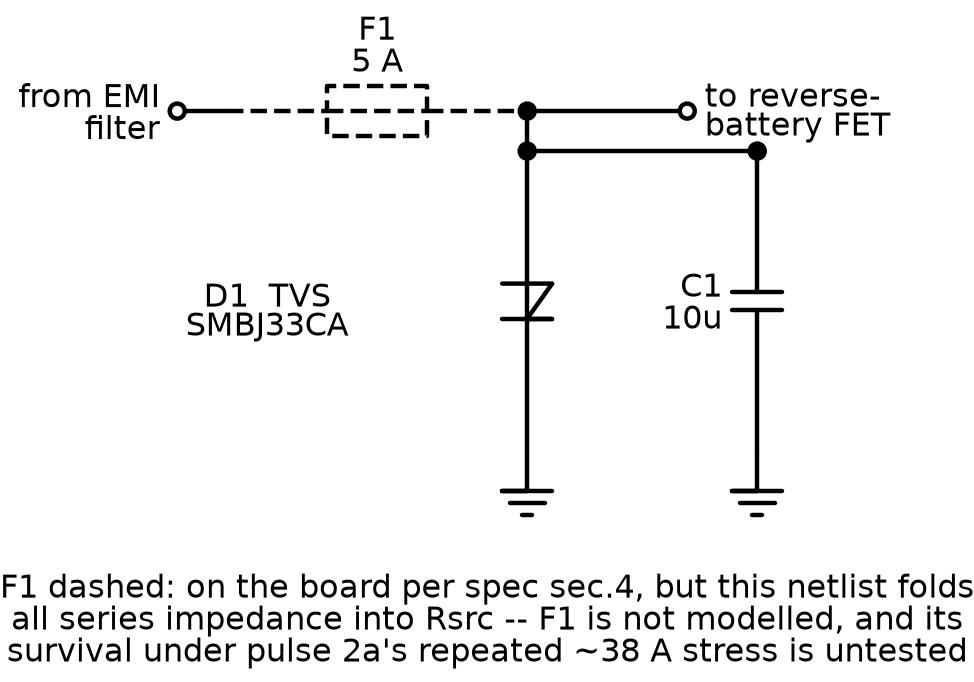 F1
5 A
from EMI
filter
to reverse-
battery FET
D1  TVS
SMBJ33CA
C1
10u
F1 dashed: on the board per spec sec.4, but this netlist folds
all series impedance into Rsrc -- F1 is not modelled, and its
survival under pulse 2a's repeated ~38 A stress is untested